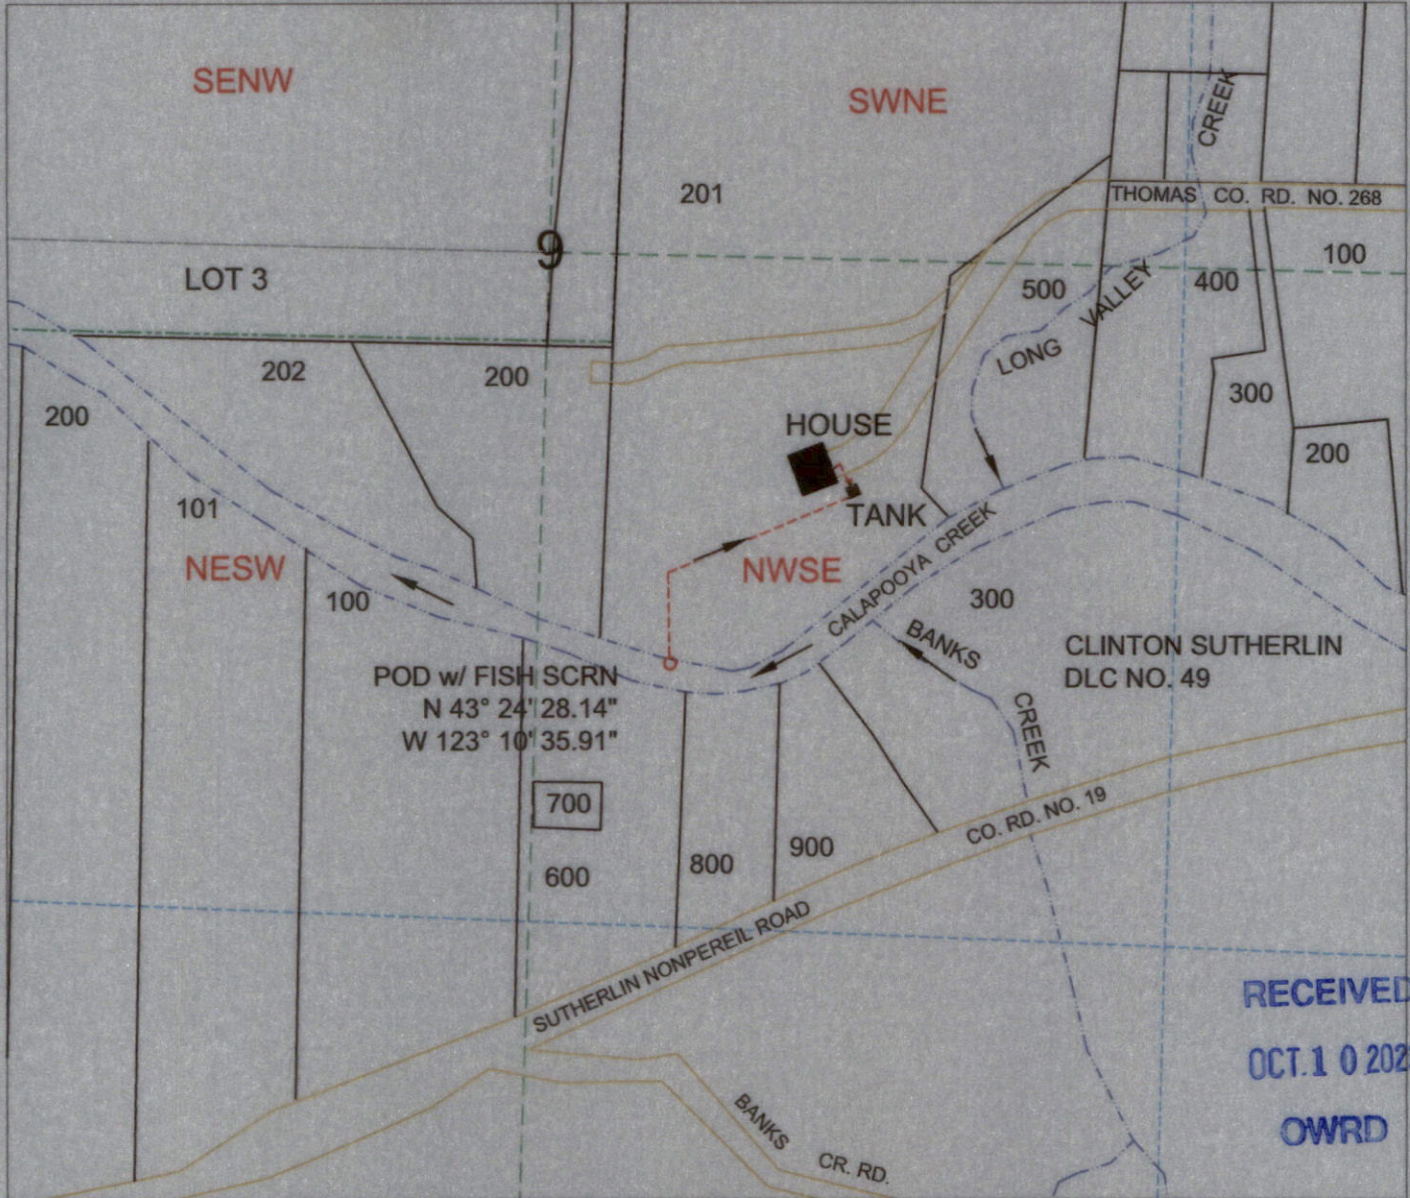 SENW
SWNE
CREEK
201
THOMAS CO. RD. NO. 268
9
LOT 3
100
500
400
VALLEY
LONG
202
200
300
200
HOUSE
200
101
TANK
NESW
NWSE
CALAPOOYA CREEK
100
300
BANKS
CREEK
CLINTON SUTHERLIN
DLC NO. 49
POD w/ FISH SCRN
N 43° 24' 28.14"
W 123° 10' 35.91"
700
CO. RD. NO. 19
900
800
600
SUTHERLIN NONPEREIL ROAD
RECEIVED
OCT 10 202
OWRD
BANKS CR. RD.